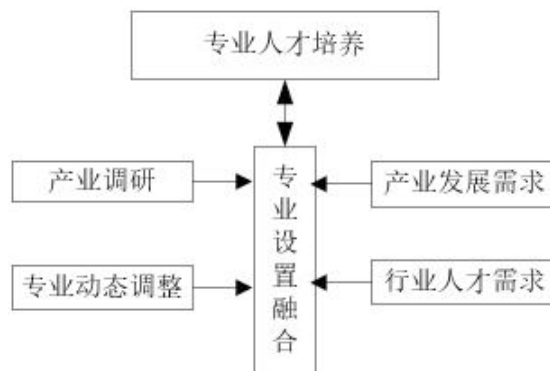 专业人才培养
产业调研
专业设置融合
产业发展需求
专业动态调整
行业人才需求